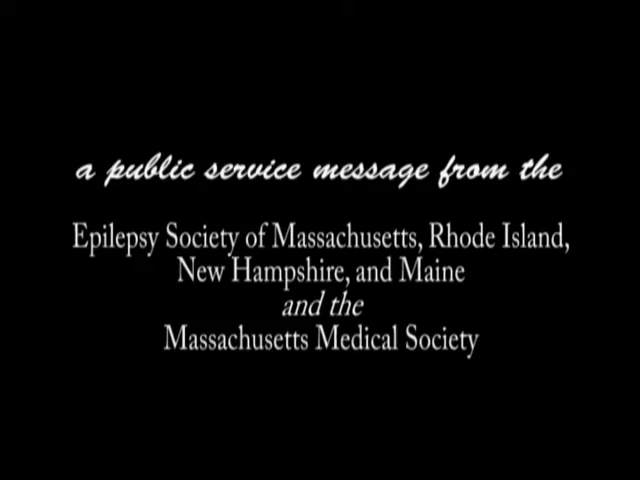 a public service message from the
Epilepsy Society of Massachusetts, Rhode Island,
New Hampshire, and Maine
and the
Massachusetts Medical Society